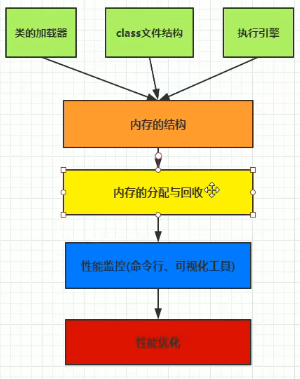 类的加载器
class文件结构
执行引擎
内存的结构
内存的分配与回收
性能监控(命令行、可视化工具)
性能优化